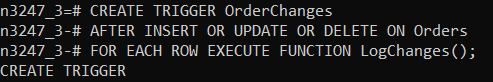 n3247_3=# CREATE TRIGGER OrderChanges
n3247_3-# AFTER INSERT OR UPDATE OR DELETE ON Orders
n3247_3-# FOR EACH ROW EXECUTE FUNCTION LogChanges();
CREATE TRIGGER